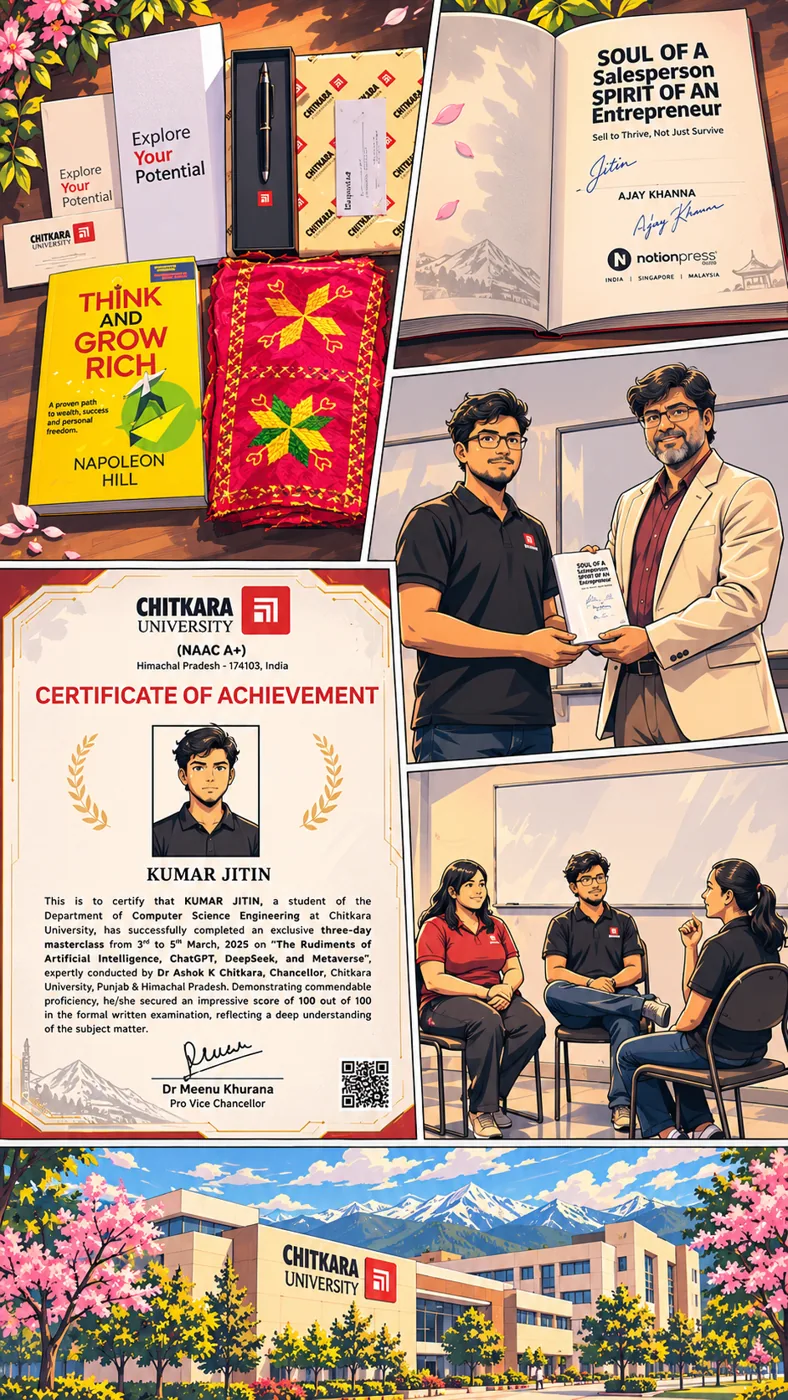 Explore
Your
Potential
Explore
Your
Potential
CHITKARA
UNIVERSITY
CHITKARA
CHITKARA
CHITKARA
CHITKARA
THINK
AND
GROW
RICH
A proven path
to wealth, success
and personal
freedom.
NAPOLEON
HILL
SOUL OF A
Salesperson
SPIRIT OF AN
Entrepreneur
Sell to Thrive, Not Just Survive
Jitin
AJAY KHANNA
Ajay Khanna
N notionpress
INDIA | SINGAPORE | MALAYSIA
SOUL OF A
Salesperson
SPIRIT OF AN
Entrepreneur
CHITKARA
UNIVERSITY
(NAAC A+)
Himachal Pradesh - 174103, India
CERTIFICATE OF ACHIEVEMENT
KUMAR JITIN
This is to certify that KUMAR JITIN, a student of the
Department of Computer Science Engineering at Chitkara
University, has successfully completed an exclusive three-day
masterclass from 3rd to 5th March, 2025 on "The Rudiments of
Artificial Intelligence, ChatGPT, DeepSeek, and Metaverse",
expertly conducted by Dr Ashok K Chitkara, Chancellor, Chitkara
University, Punjab & Himachal Pradesh. Demonstrating commendable
proficiency, he/she secured an impressive score of 100 out of 100
in the formal written examination, reflecting a deep understanding
of the subject matter.
Dr Meenu Khurana
Pro Vice Chancellor
CHITKARA
UNIVERSITY